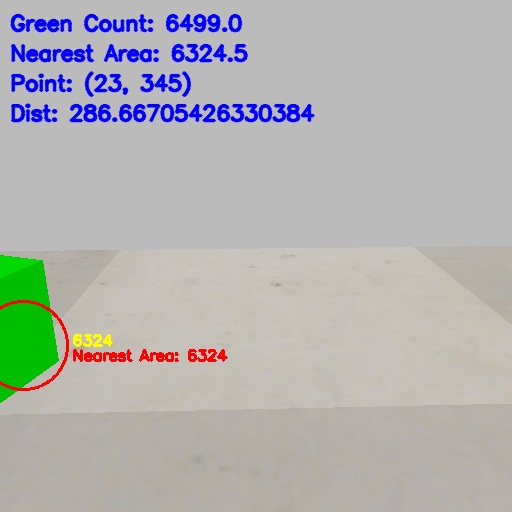 Green Count: 6499.0
Nearest Area: 6324.5
Point: (23, 345)
Dist: 286.66705426330384
6324
Nearest Area: 6324